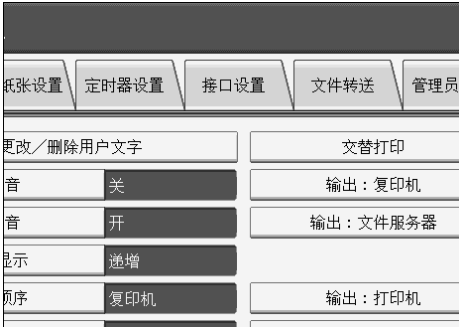 纸张设置 定时器设置 接口设置 文件转送 管理员
更改／删除用户文字 交替打印
音 关 输出：复印机
音 开 输出：文件服务器
显示 递增
顺序 复印机 输出：打印机